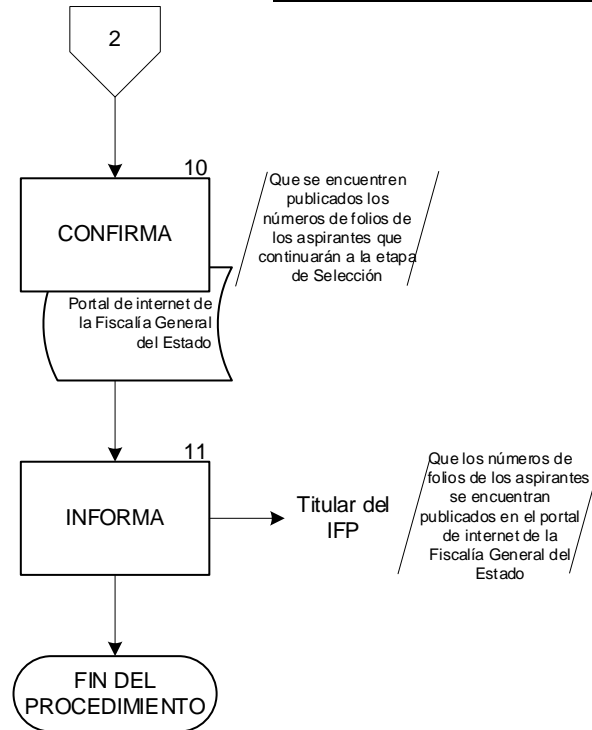 2
10
CONFIRMA
Que se encuentren
publicados los
números de folios de
los aspirantes que
continuarán a la etapa
de Selección
Portal de internet de
la Fiscalía General
del Estado
11
INFORMA
Titular del
IFP
Que los números de
folios de los aspirantes
se encuentran
publicados en el portal
de internet de la
Fiscalía General del
Estado
FIN DEL
PROCEDIMIENTO